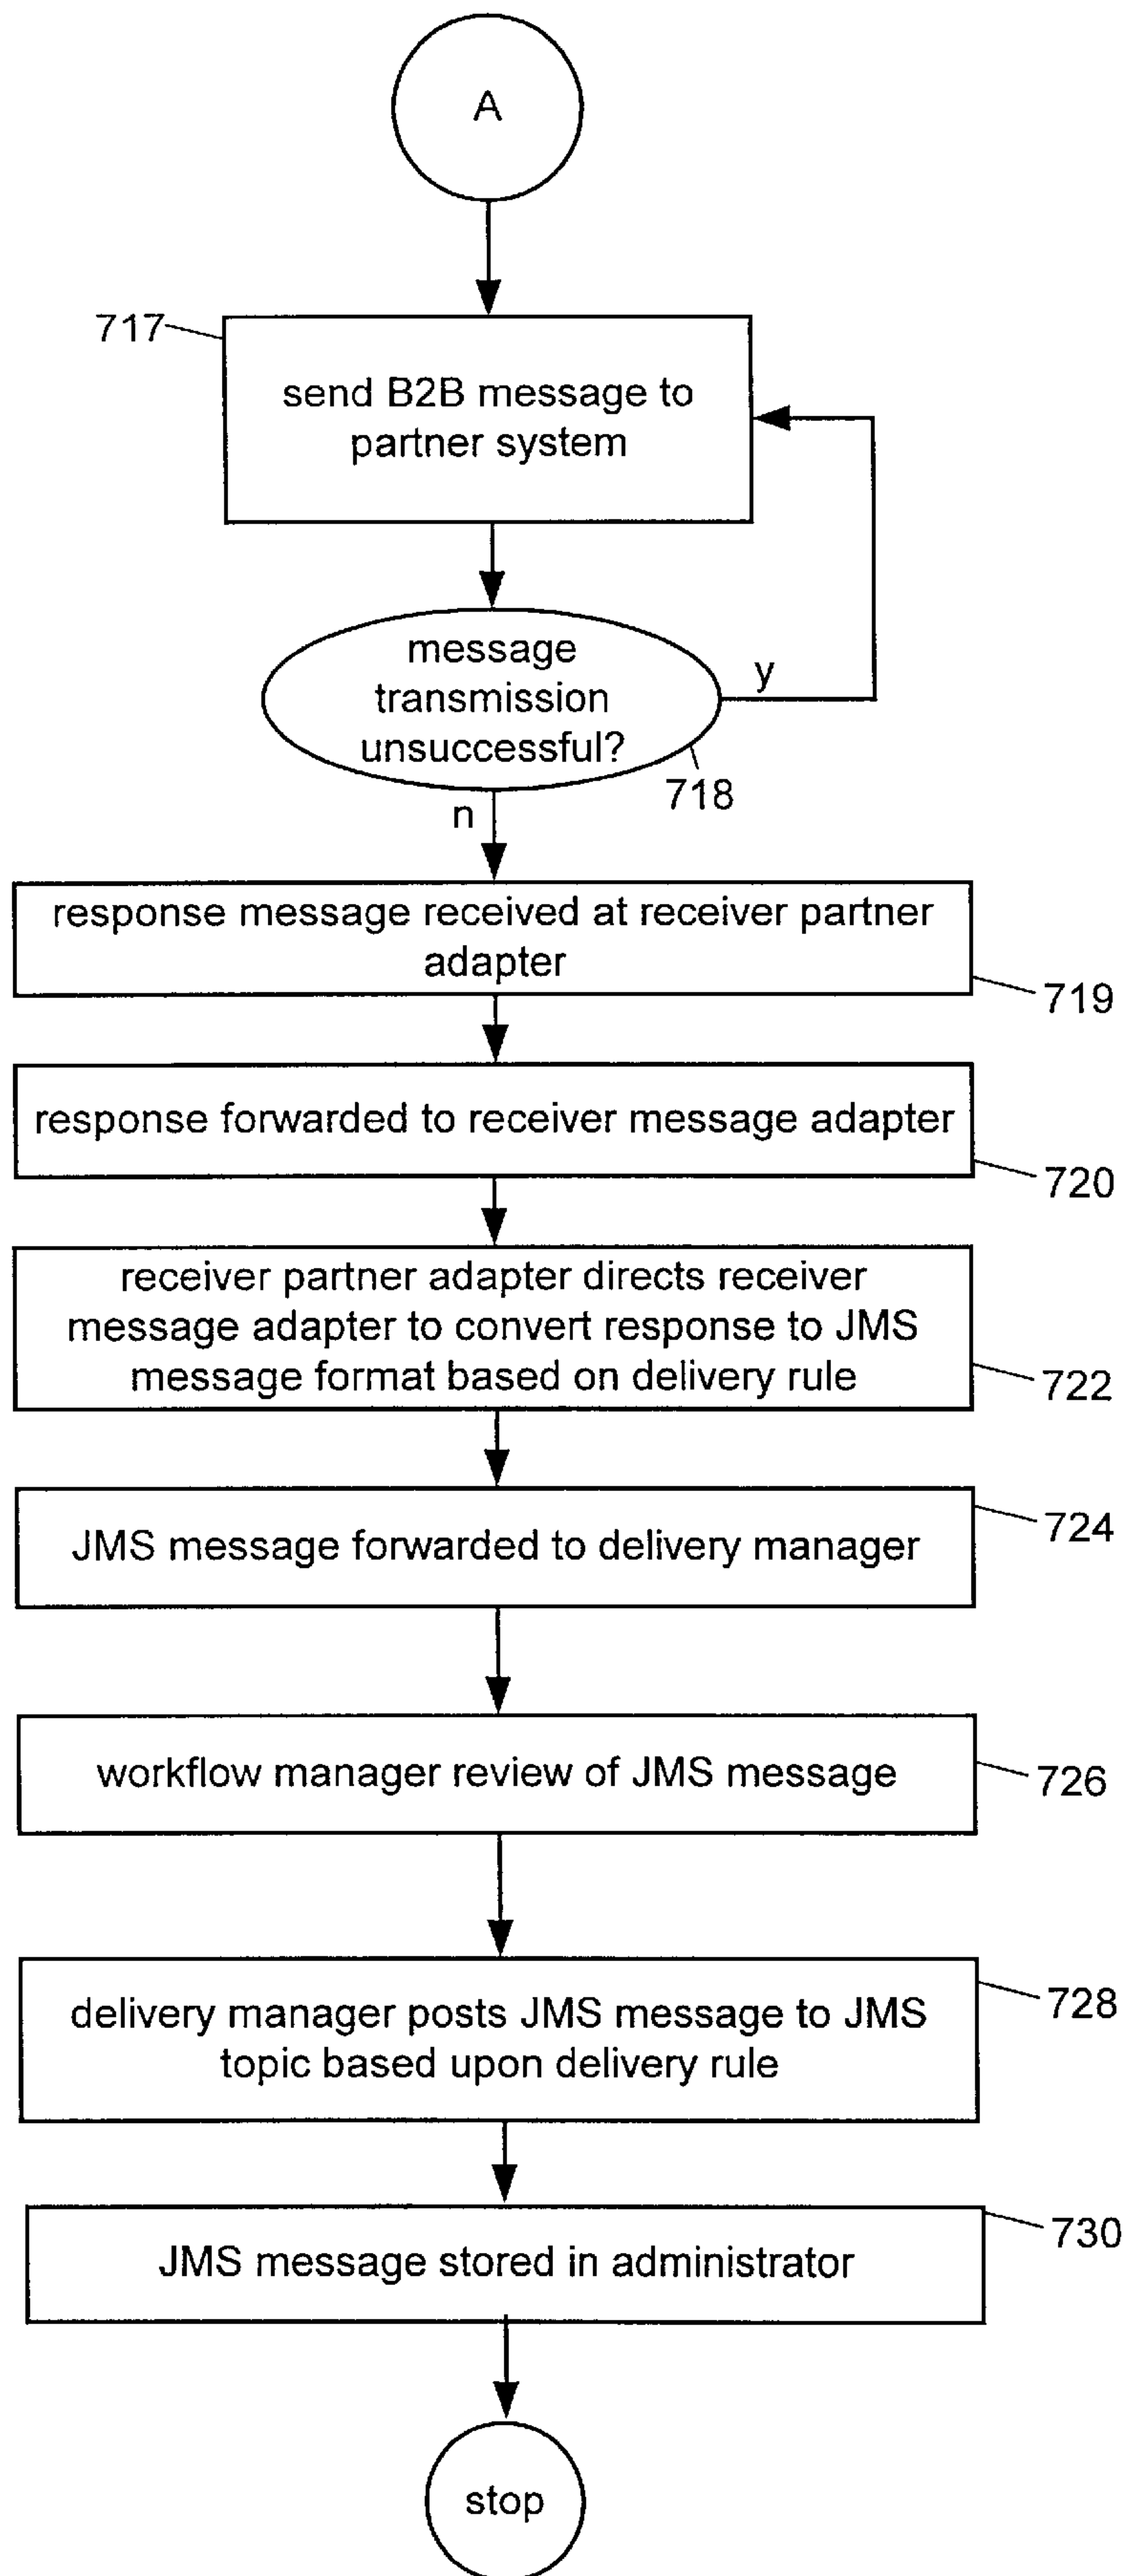 A
717
send B2B message to
partner system
message
transmission
unsuccessful?
y
718
n
response message received at receiver partner
adapter
719
response forwarded to receiver message adapter
720
receiver partner adapter directs receiver
message adapter to convert response to JMS
message format based on delivery rule
722
JMS message forwarded to delivery manager
724
workflow manager review of JMS message
726
delivery manager posts JMS message to JMS
topic based upon delivery rule
728
JMS message stored in administrator
730
stop